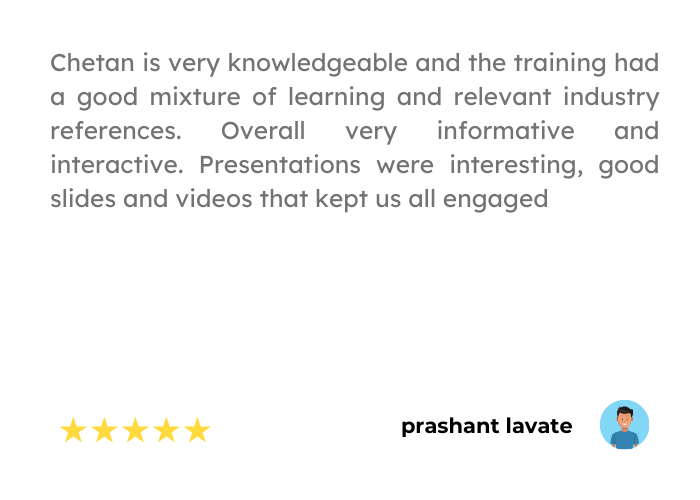 Chetan is very knowledgeable and the training had
a good mixture of learning and relevant industry
references. Overall very informative and
interactive. Presentations were interesting, good
slides and videos that kept us all engaged
prashant lavate